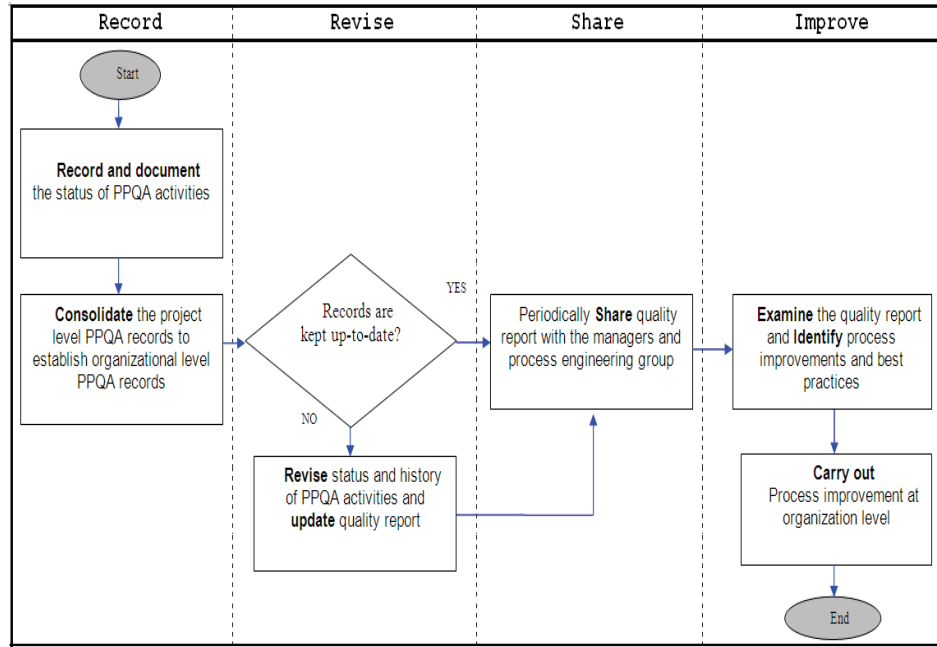 Record
Revise
Share
Improve
Start
Record and document
the status of PPQA activities
Consolidate the project
level PPQA records to
establish organizational level
PPQA records
Records are
kept up-to-date?
YES
NO
Revise status and history
of PPQA activities and
update quality report
Periodically Share quality
report with the managers and
process engineering group
Examine the quality report
and Identify process
improvements and best
practices
Carry out
Process improvement at
organization level
End